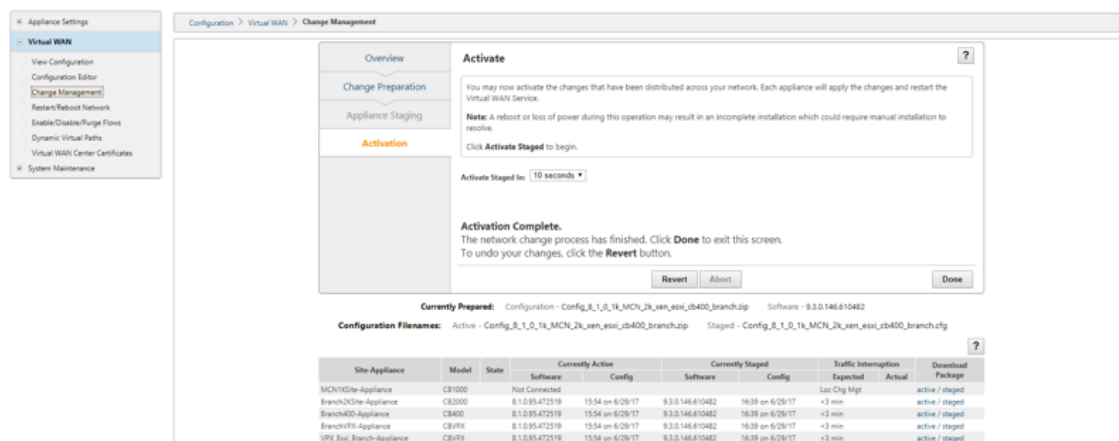 Appliance Settings
Configuration > Virtual WAN > Change Management
Virtual WAN
View Configuration
Configuration Editor
Change Management
Restart/Reboot Network
Enable/Disable/Purge Flows
Dynamic Virtual Paths
Virtual WAN Center Certificates
System Maintenance
Overview
Change Preparation
Appliance Staging
Activation
Activate
?
You may now activate the changes that have been distributed across your network. Each appliance will apply the changes and restart the
Virtual WAN Service.
Note: A reboot or loss of power during this operation may result in an incomplete installation which could require manual installation to
resolve.
Click Activate Staged to begin.
Activate Staged In: 10 seconds
Activation Complete.
The network change process has finished. Click Done to exit this screen.
To undo your changes, click the Revert button.
Revert Abort Done
Currently Prepared: Configuration - Config_8_1_0_1k_MCN_2k_xen_esxi_cb400_branch.zip Software - 9.3.0.146.610482
Configuration Filenames: Active - Config_8_1_0_1k_MCN_2k_xen_esxi_cb400_branch.zip Staged - Config_8_1_0_1k_MCN_2k_xen_esxi_cb400_branch.cfg
?
Site-Appliance Model State Currently Active Currently Staged Traffic Interruption Download Package
Software Config Software Config Expected Actual
MCN1KSite-Appliance CB1000 Not Connected Loc Chg Mgt active / staged
Branch2KSite-Appliance CB2000 8.1.0.95.472519 15:54 on 6/29/17 9.3.0.146.610482 16:39 on 6/29/17 <3 min active / staged
Branch400-Appliance CB400 8.1.0.95.472519 15:54 on 6/29/17 9.3.0.146.610482 16:39 on 6/29/17 <3 min active / staged
BranchVPX-Appliance CBVPX 8.1.0.95.472519 15:54 on 6/29/17 9.3.0.146.610482 16:39 on 6/29/17 <3 min active / staged
VPX_Esxi_Branch-Appliance CBVPX 8.1.0.95.472519 15:54 on 6/29/17 9.3.0.146.610482 16:39 on 6/29/17 <3 min active / staged